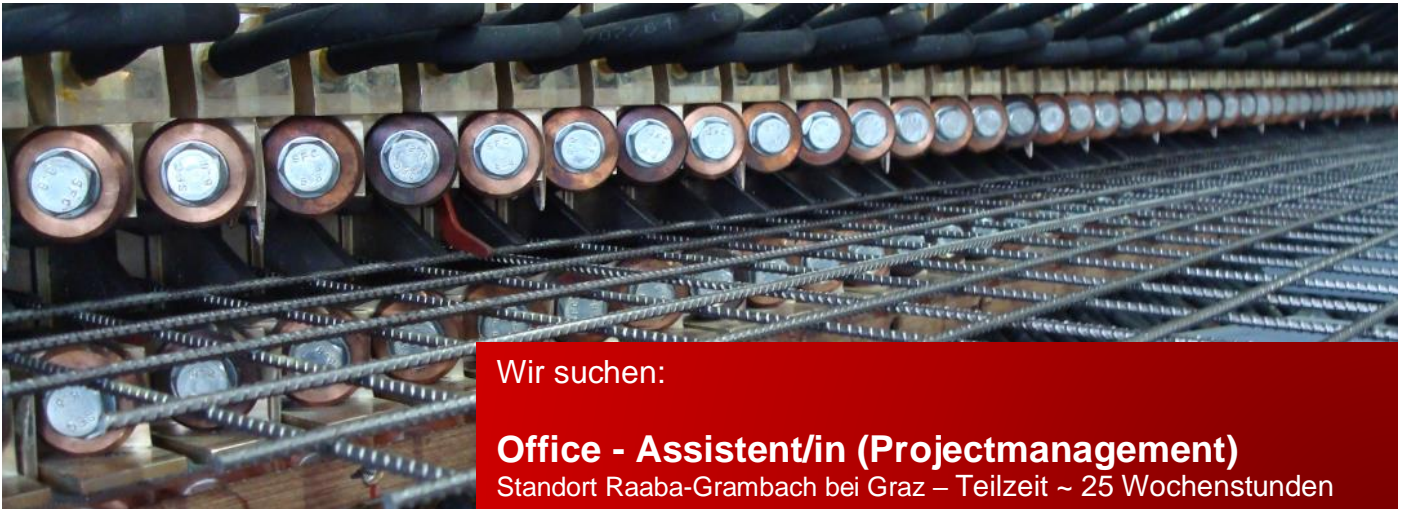 Wir suchen:
Office - Assistent/in (Projectmanagement)
Standort Raaba-Grambach bei Graz – Teilzeit ~ 25 Wochenstunden